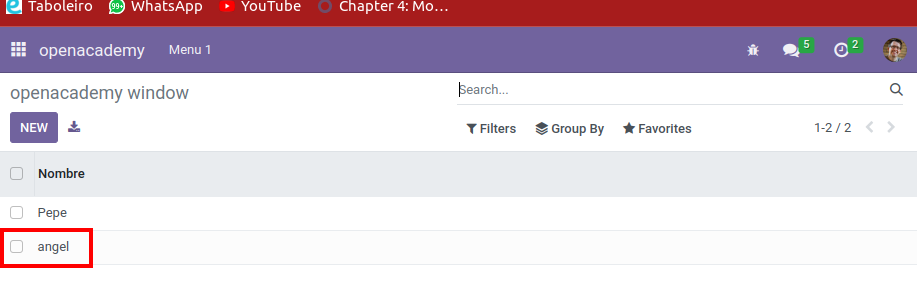 Taboleiro 99+ WhatsApp YouTube Chapter 4: Mo...
openacademy Menu 1 5 2
openacademy window Search...
NEW Filters Group By Favorites 1-2 / 2
Nombre
Pepe
angel